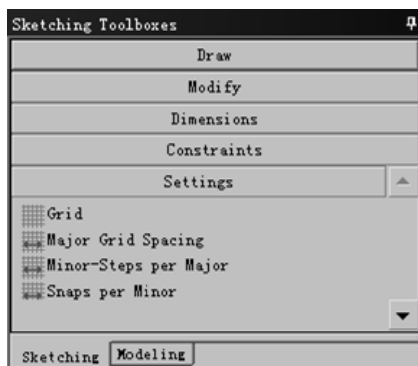 Sketching Toolboxes
Draw
Modify
Dimensions
Constraints
Settings
Grid
Major Grid Spacing
Minor-Steps per Major
Snaps per Minor
Sketching Modeling